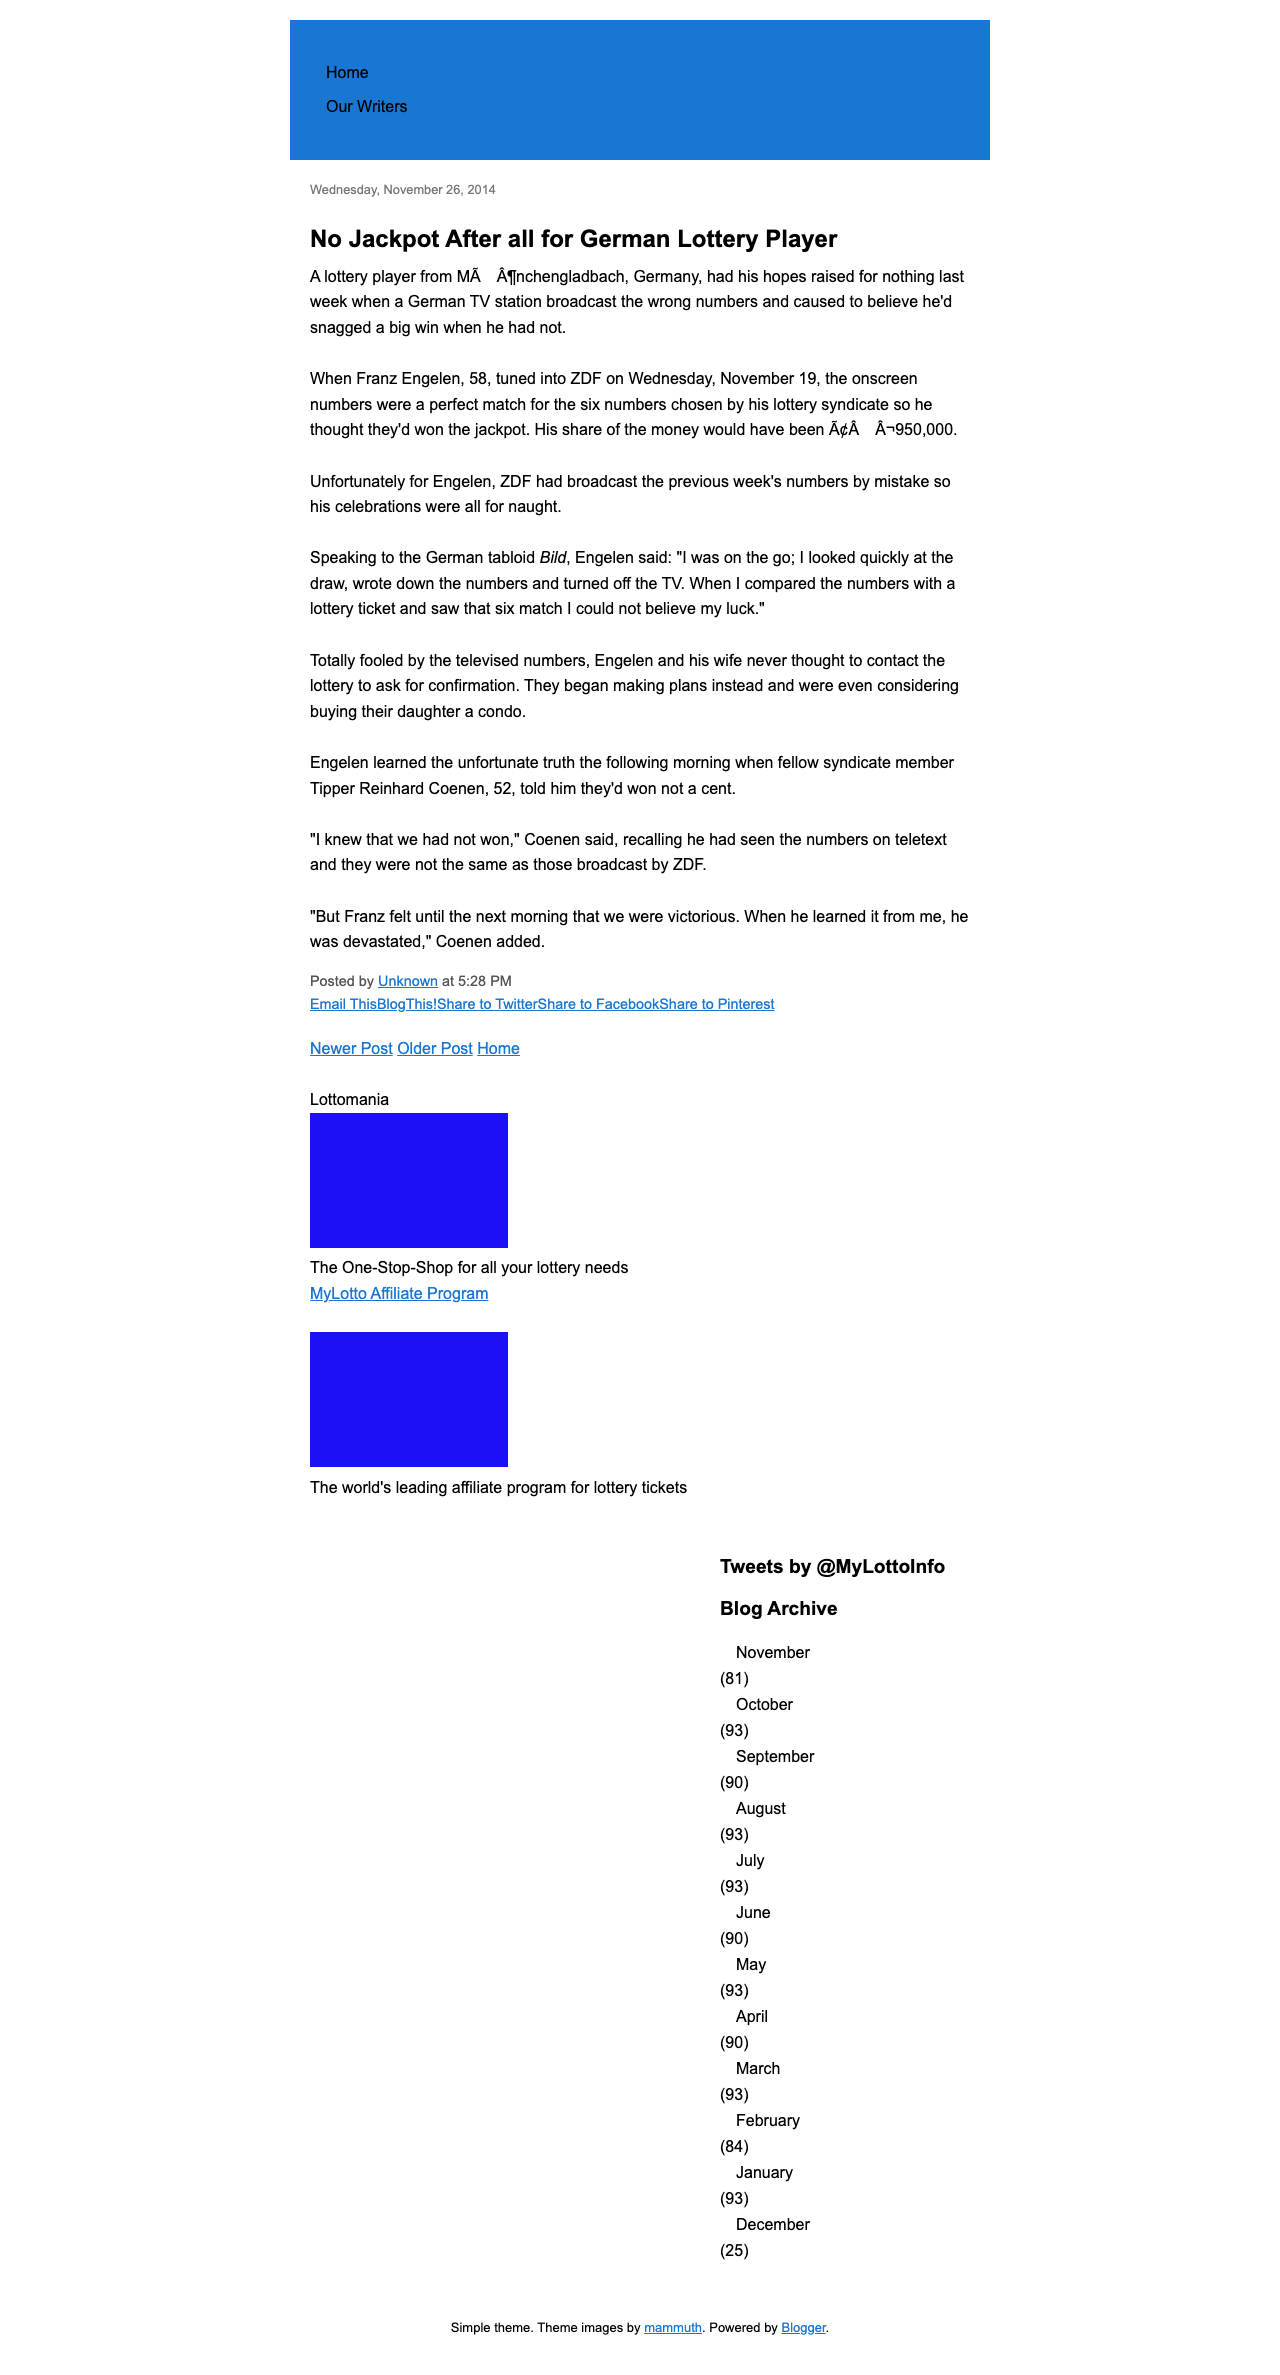 Home
Our Writers
Wednesday, November 26, 2014
No Jackpot After all for German Lottery Player
A lottery player from MÃ Â¶nchengladbach, Germany, had his hopes raised for nothing last
week when a German TV station broadcast the wrong numbers and caused to believe he'd
snagged a big win when he had not.
When Franz Engelen, 58, tuned into ZDF on Wednesday, November 19, the onscreen
numbers were a perfect match for the six numbers chosen by his lottery syndicate so he
thought they'd won the jackpot. His share of the money would have been Ã¢Â Â¬950,000.
Unfortunately for Engelen, ZDF had broadcast the previous week's numbers by mistake so
his celebrations were all for naught.
Speaking to the German tabloid Bild, Engelen said: "I was on the go; I looked quickly at the
draw, wrote down the numbers and turned off the TV. When I compared the numbers with a
lottery ticket and saw that six match I could not believe my luck."
Totally fooled by the televised numbers, Engelen and his wife never thought to contact the
lottery to ask for confirmation. They began making plans instead and were even considering
buying their daughter a condo.
Engelen learned the unfortunate truth the following morning when fellow syndicate member
Tipper Reinhard Coenen, 52, told him they'd won not a cent.
"I knew that we had not won," Coenen said, recalling he had seen the numbers on teletext
and they were not the same as those broadcast by ZDF.
"But Franz felt until the next morning that we were victorious. When he learned it from me, he
was devastated," Coenen added.
Posted by Unknown at 5:28 PM
Email ThisBlogThis!Share to TwitterShare to FacebookShare to Pinterest
Newer Post Older Post Home
Lottomania
The One-Stop-Shop for all your lottery needs
MyLotto Affiliate Program
The world's leading affiliate program for lottery tickets
Tweets by @MyLottoInfo
Blog Archive
November
(81)
October
(93)
September
(90)
August
(93)
July
(93)
June
(90)
May
(93)
April
(90)
March
(93)
February
(84)
January
(93)
December
(25)
Simple theme. Theme images by mammuth. Powered by Blogger.